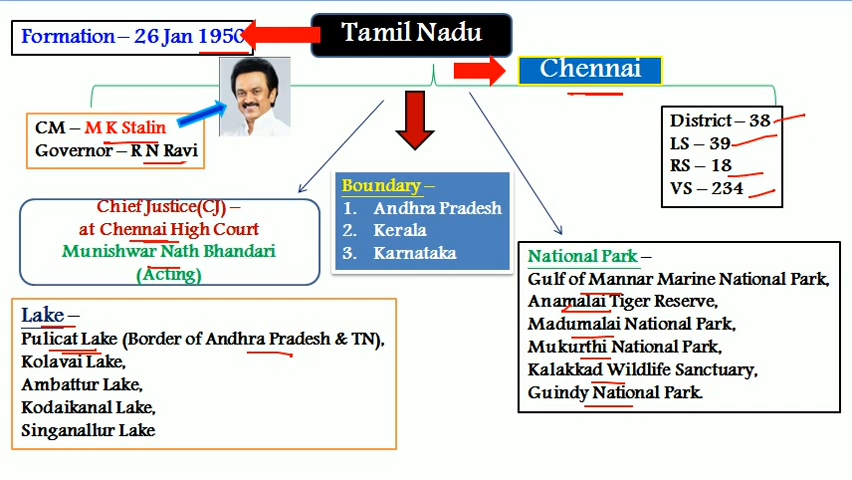 Tamil Nadu
Formation – 26 Jan 1950
Chennai
CM – M K Stalin
Governor – R N Ravi
District – 38
LS – 39
RS – 18
VS – 234
Chief Justice(CJ) –
at Chennai High Court
Munishwar Nath Bhandari
(Acting)
Boundary –
1. Andhra Pradesh
2. Kerala
3. Karnataka
National Park –
Gulf of Mannar Marine National Park,
Anamalai Tiger Reserve,
Madumalai National Park,
Mukurthi National Park,
Kalakkad Wildlife Sanctuary,
Guindy National Park.
Lake –
Pulicat Lake (Border of Andhra Pradesh & TN),
Kolavai Lake,
Ambattur Lake,
Kodaikanal Lake,
Singanallur Lake